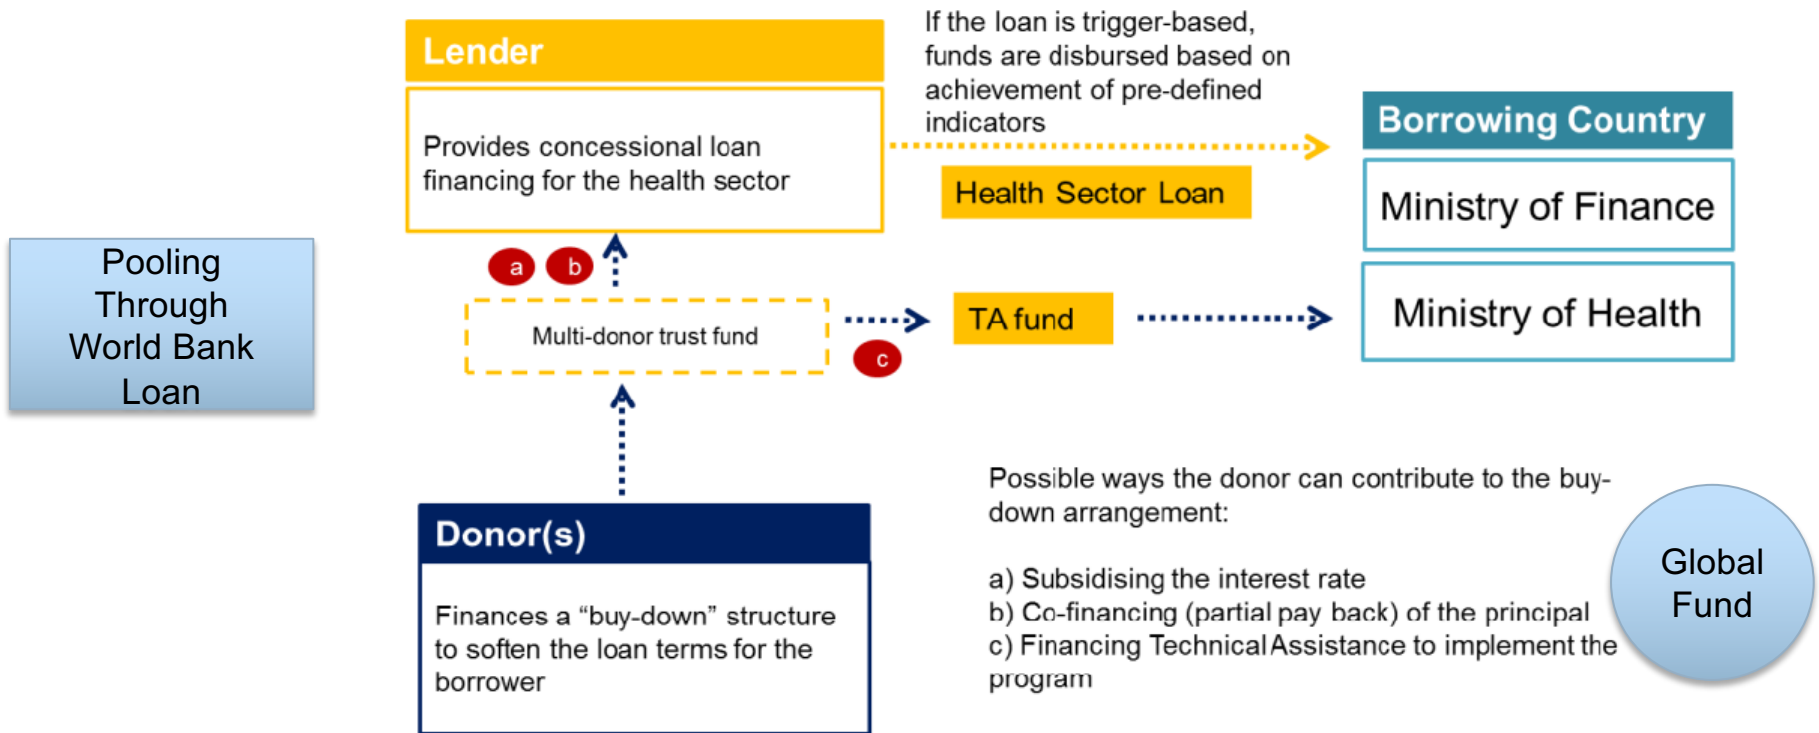 Pooling
Through
World Bank
Loan
Lender
Provides concessional loan
financing for the health sector
If the loan is trigger-based,
funds are disbursed based on
achievement of pre-defined
indicators
Health Sector Loan
Borrowing Country
Ministry of Finance
Ministry of Health
a
b
Multi-donor trust fund
c
TA fund
Donor(s)
Finances a “buy-down” structure
to soften the loan terms for the
borrower
Possible ways the donor can contribute to the buy-
down arrangement:
a) Subsidising the interest rate
b) Co-financing (partial pay back) of the principal
c) Financing Technical Assistance to implement the
program
Global
Fund